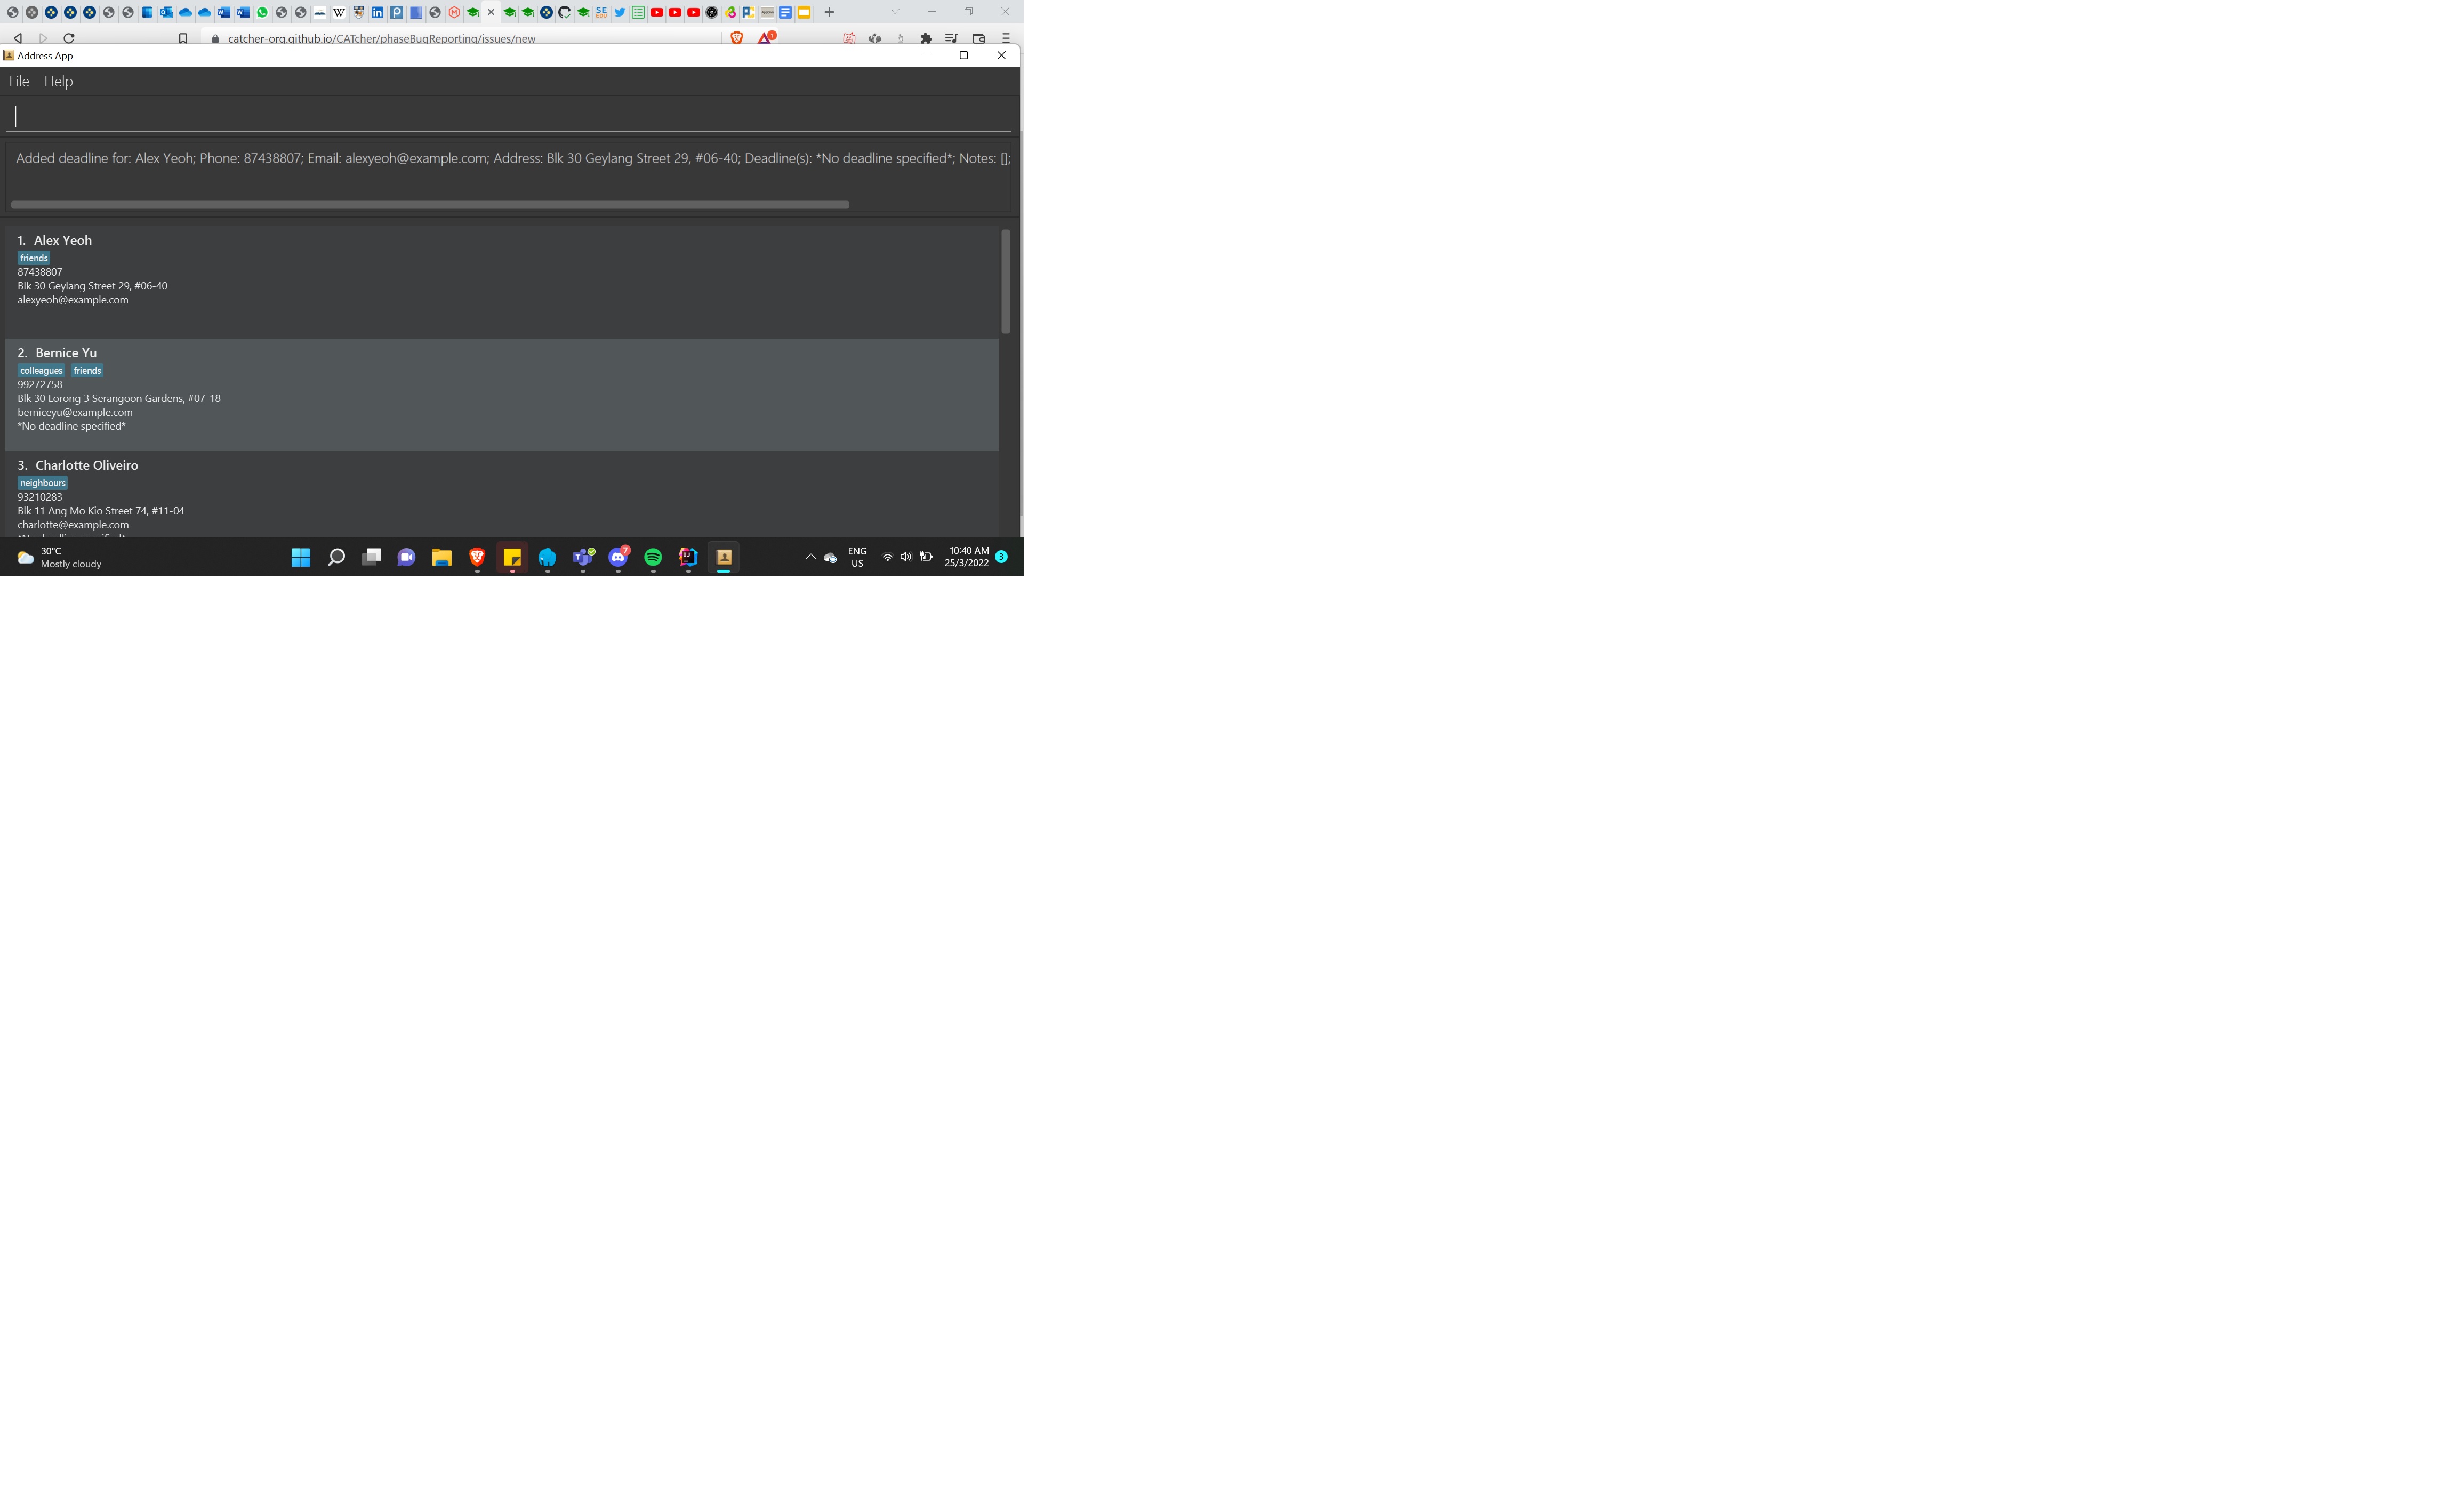 catcher-org.github.io/CATcher/phaseBugReporting/issues/new
Address App
File Help
Added deadline for: Alex Yeoh; Phone: 87438807; Email: alexyeoh@example.com; Address: Blk 30 Geylang Street 29, #06-40; Deadline(s): *No deadline specified*; Notes: [];
1. Alex Yeoh
friends
87438807
Blk 30 Geylang Street 29, #06-40
alexyeoh@example.com
2. Bernice Yu
colleagues friends
99272758
Blk 30 Lorong 3 Serangoon Gardens, #07-18
berniceyu@example.com
*No deadline specified*
3. Charlotte Oliveiro
neighbours
93210283
Blk 11 Ang Mo Kio Street 74, #11-04
charlotte@example.com
*No deadline specified*
30°C
Mostly cloudy
7
ENG
US
10:40 AM
25/3/2022
3